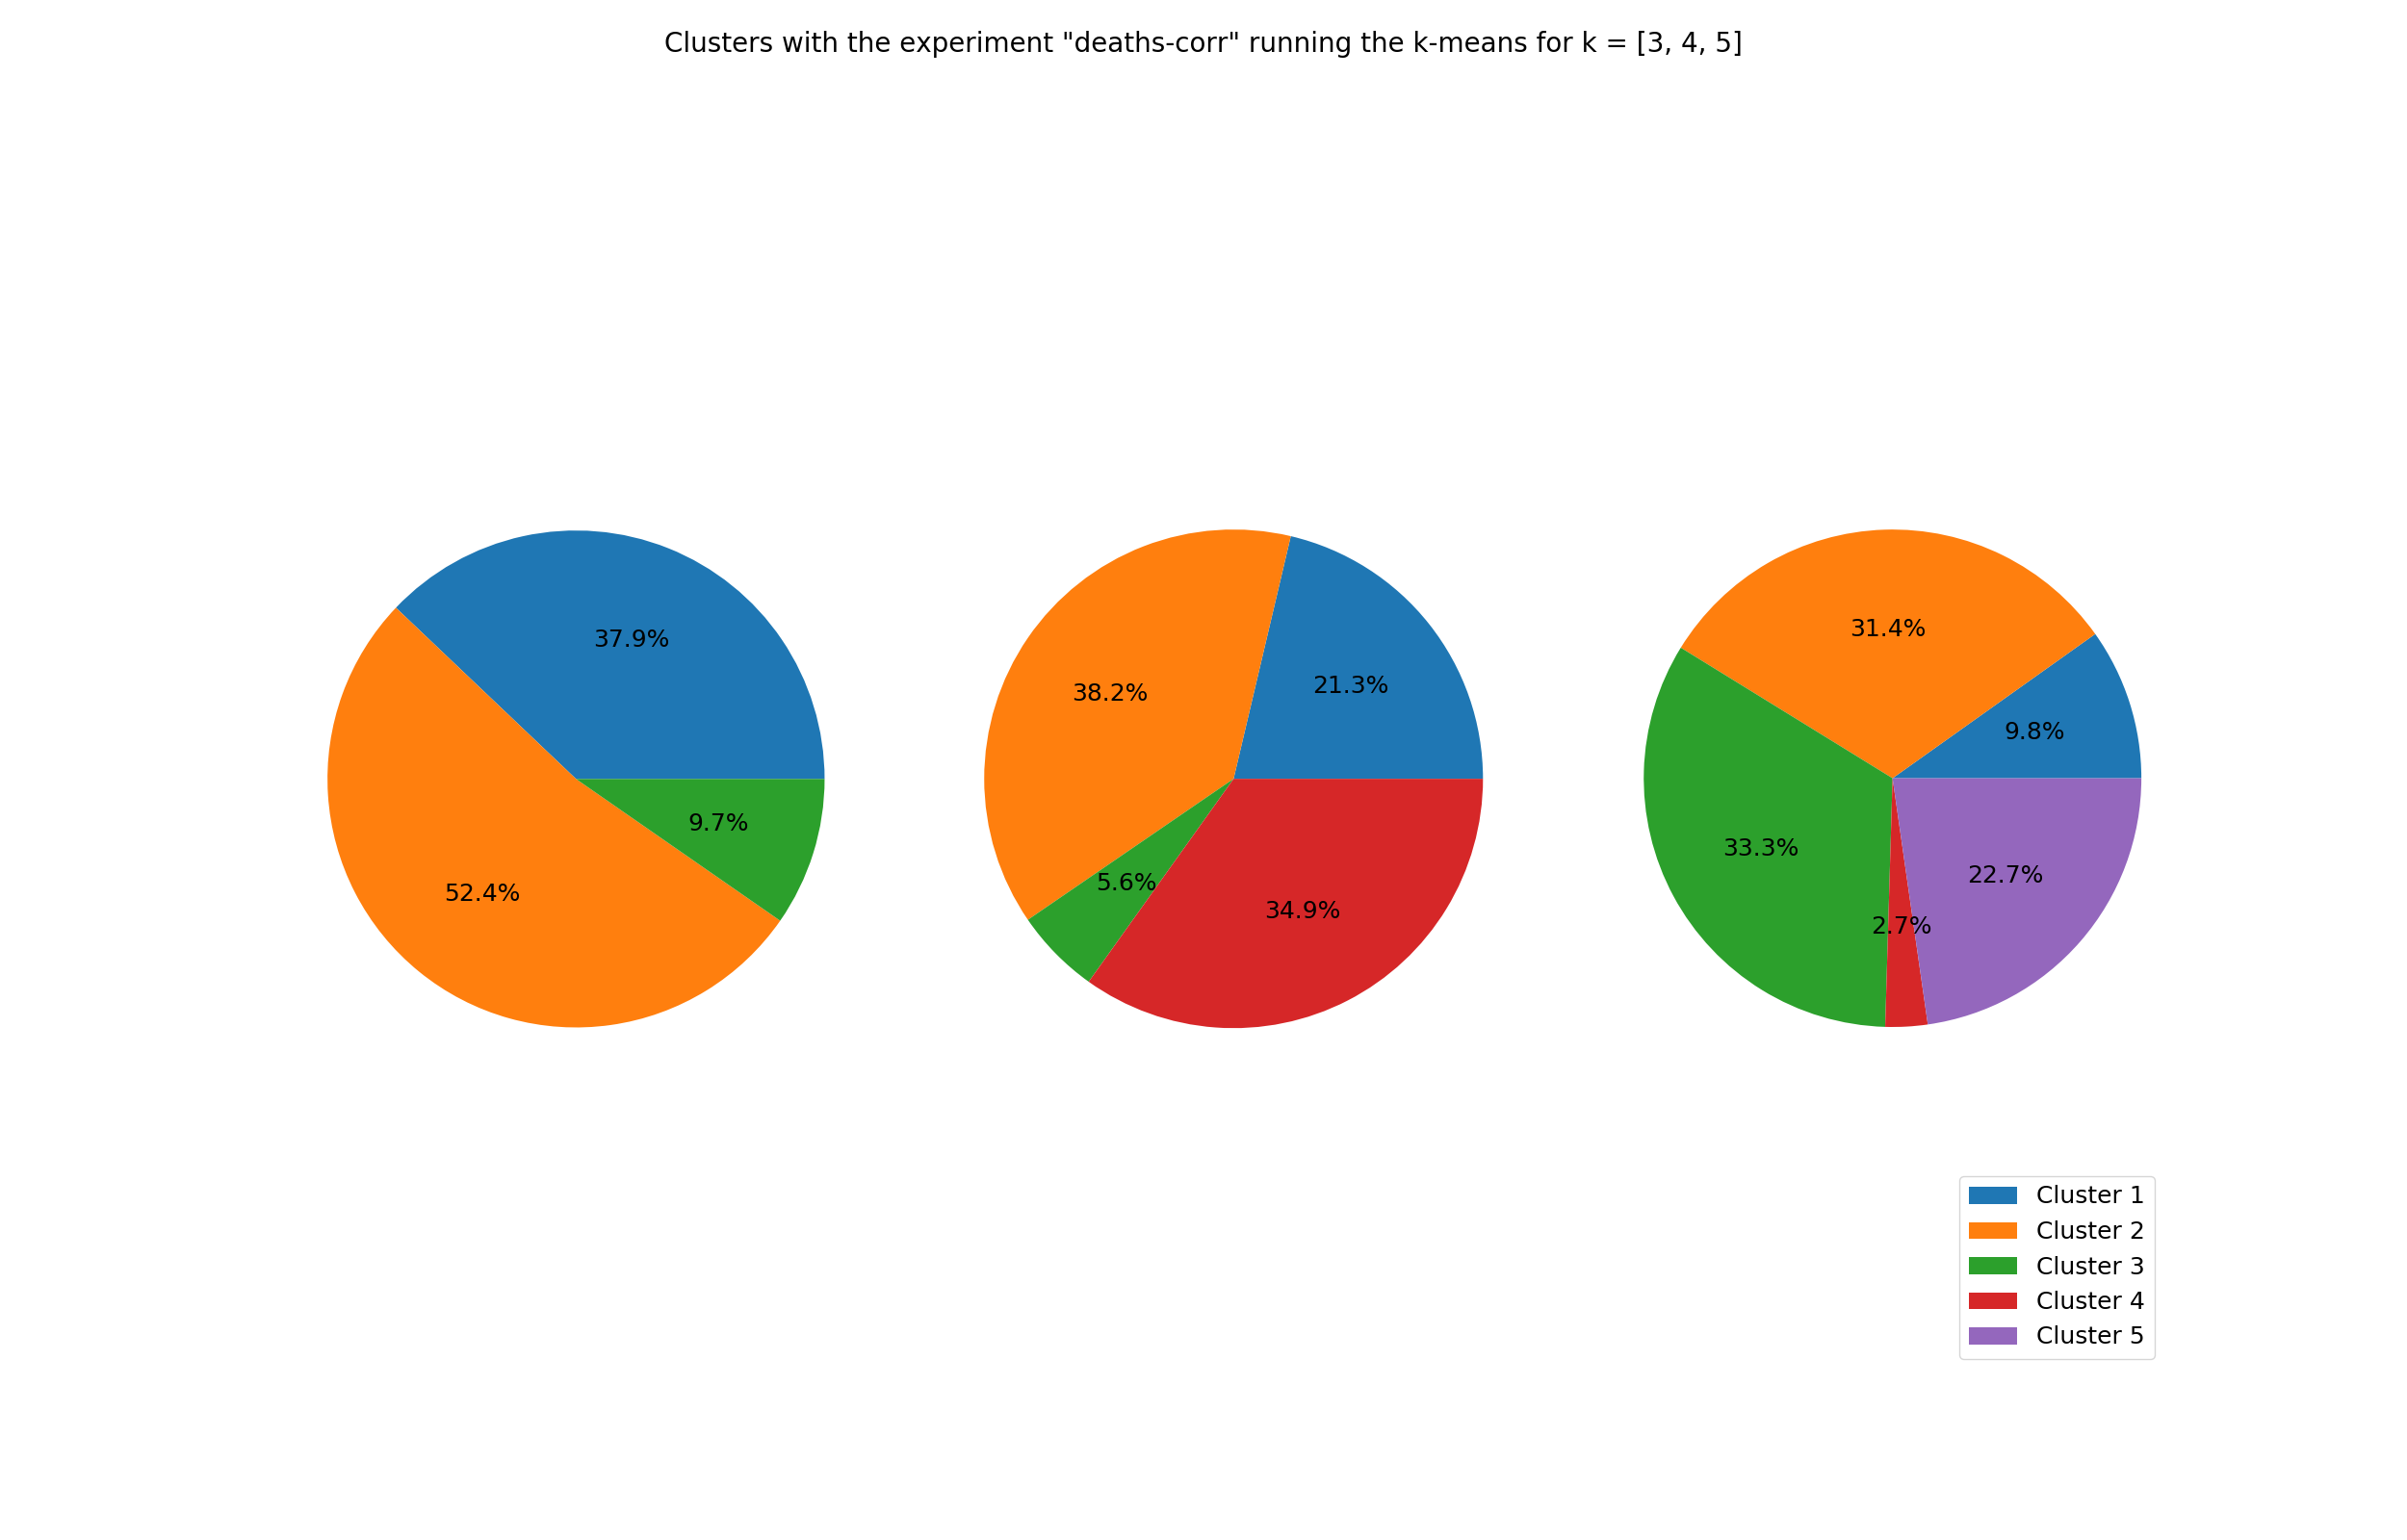 Clusters with the experiment "deaths-corr" running the k-means for k = [3, 4, 5]
37.9%
52.4%
9.7%
21.3%
38.2%
5.6%
34.9%
9.8%
31.4%
33.3%
2.7%
22.7%
Cluster 1
Cluster 2
Cluster 3
Cluster 4
Cluster 5